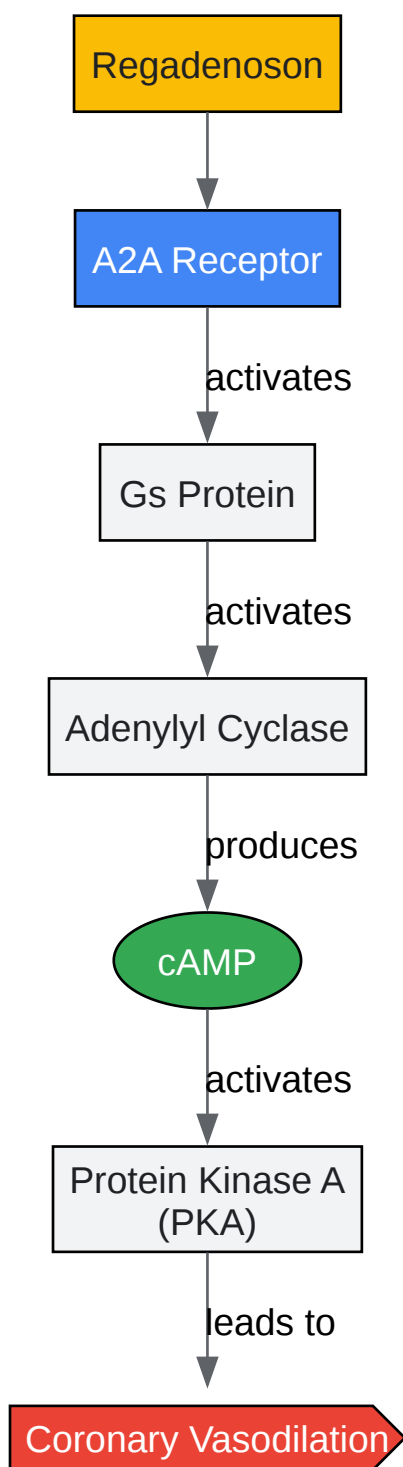 Regadenoson
A2A Receptor
activates
Gs Protein
activates
Adenylyl Cyclase
produces
cAMP
activates
Protein Kinase A
(PKA)
leads to
Coronary Vasodilation